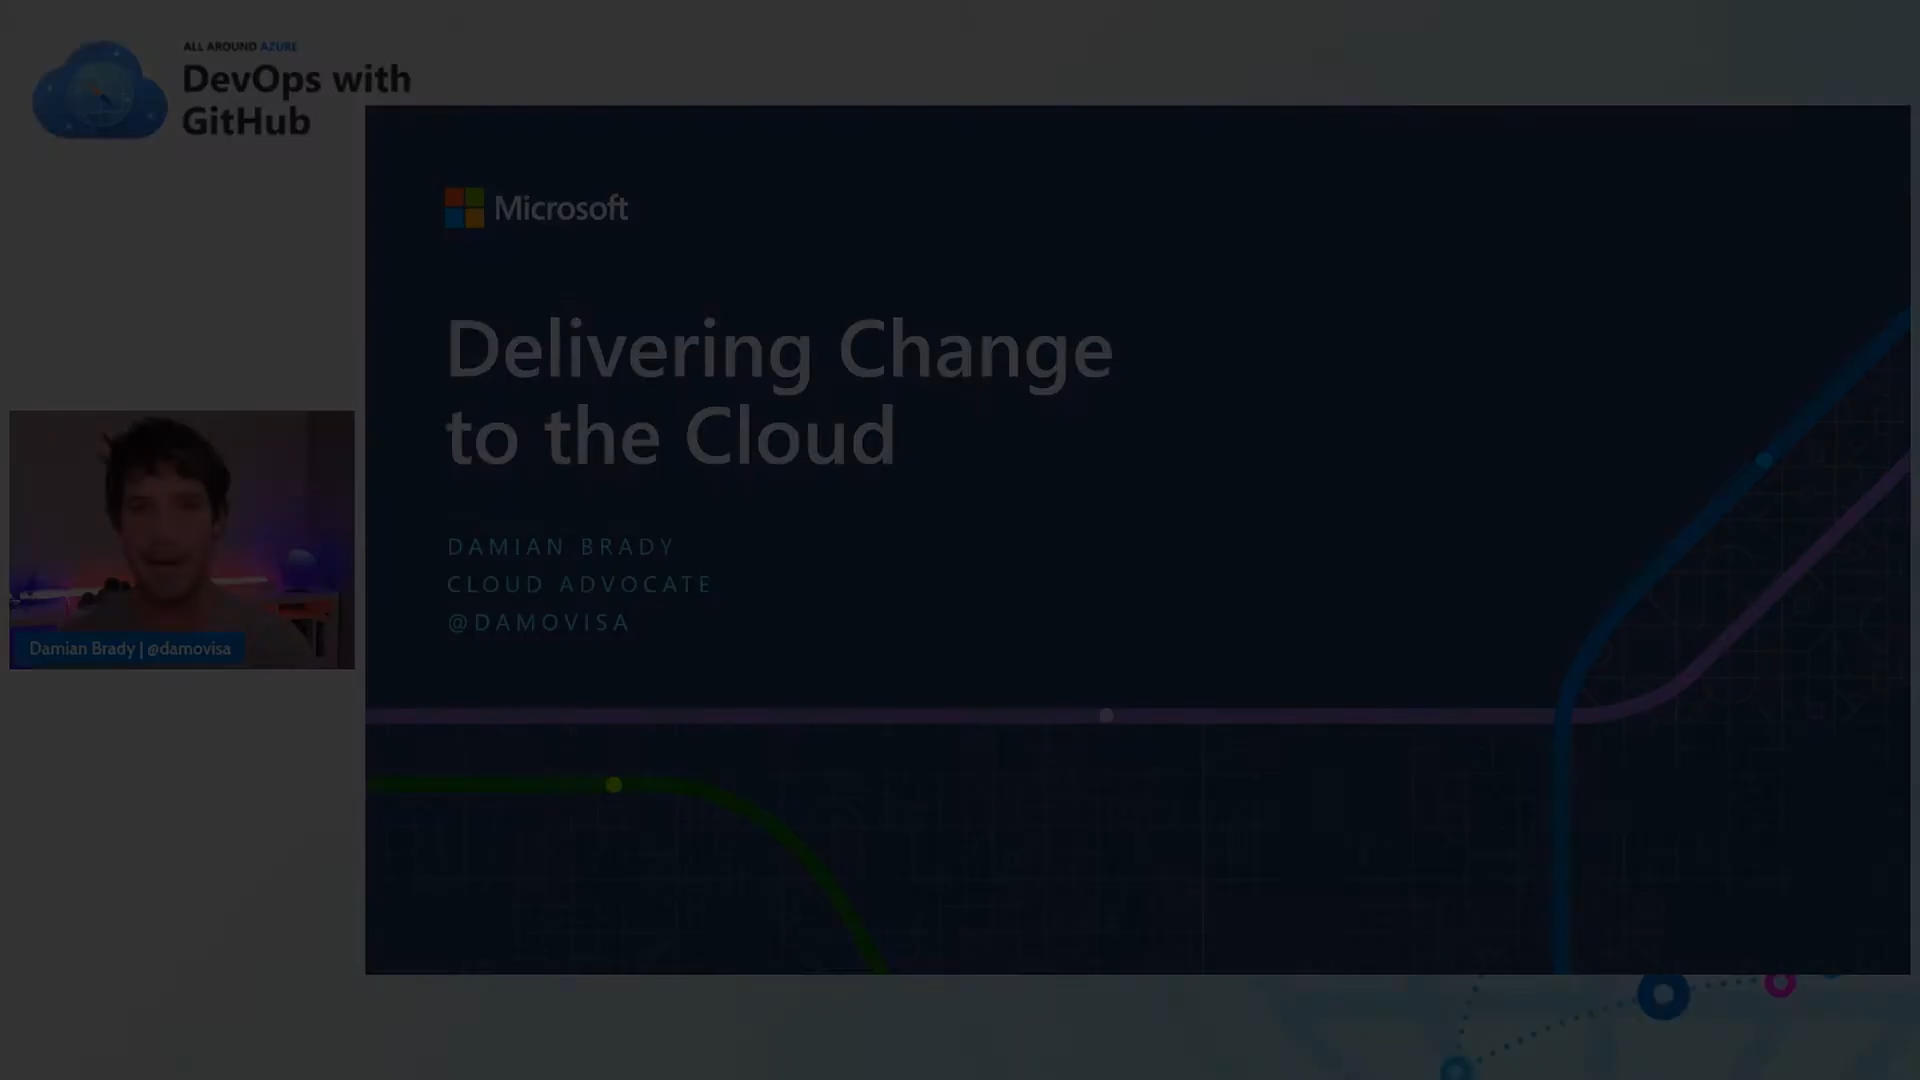 ALL AROUND AZURE
DevOps with
GitHub
Microsoft
Delivering Change
to the Cloud
DAMIAN BRADY
CLOUD ADVOCATE
@DAMOVISA
Damian Brady | @damovisa